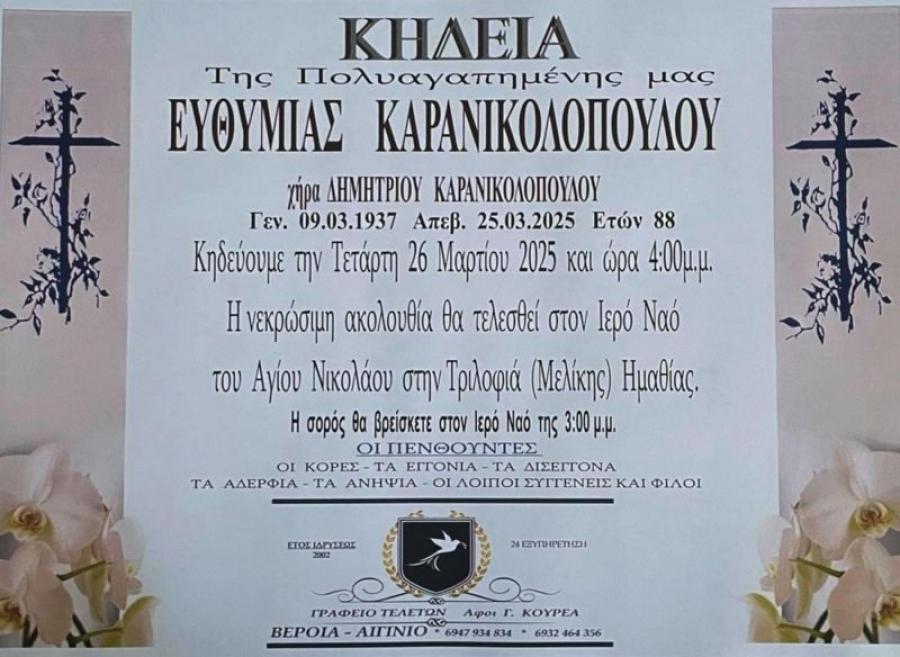 ΚΗΔΕΙΑ
Της Πολυαγαπημένης μας
ΕΥΘΥΜΙΑΣ ΚΑΡΑΝΙΚΟΛΟΠΟΥΛΟΥ
χήρα ΔΗΜΗΤΡΙΟΥ ΚΑΡΑΝΙΚΟΛΟΠΟΥΛΟΥ
Γεν. 09.03.1937 Απεβ. 25.03.2025 Ετών 88
Κηδεύουμε την Τετάρτη 26 Μαρτίου 2025 και ώρα 4:00μ.μ.
Η νεκρώσιμη ακολουθία θα τελεσθεί στον Ιερό Ναό
του Αγίου Νικολάου στην Τριλοφιά (Μελίκης) Ημαθίας.
Η σορός θα βρείσκετε στον Ιερό Ναό της 3:00 μ.μ.
ΟΙ ΠΕΝΘΟΥΝΤΕΣ
ΟΙ ΚΟΡΕΣ - ΤΑ ΕΓΓΟΝΙΑ - ΤΑ ΔΙΣΕΓΓΟΝΑ
ΤΑ ΑΔΕΡΦΙΑ - ΤΑ ΑΝΗΨΙΑ - ΟΙ ΛΟΙΠΟΙ ΣΥΓΓΕΝΕΙΣ ΚΑΙ ΦΙΛΟΙ
ΕΤΟΣ ΙΔΡΥΣΕΩΣ
2002
24 ΕΞΥΠΗΡΕΤΗΣΗ
ΓΡΑΦΕΙΟ ΤΕΛΕΤΩΝ Αφοι Γ. ΚΟΥΡΕΑ
ΒΕΡΟΙΑ - ΑΙΓΙΝΙΟ * 6947 934 834 * 6932 464 356